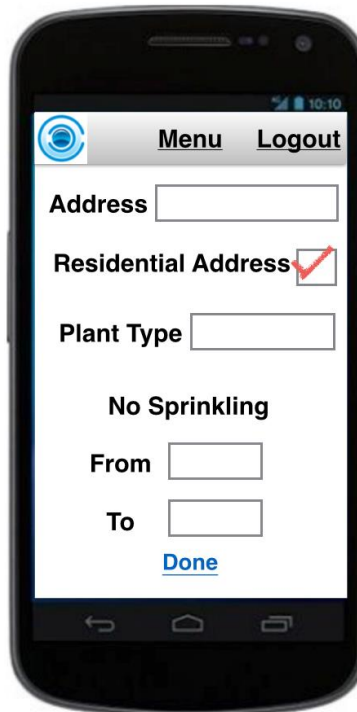 10:10
Menu Logout
Address
Residential Address
Plant Type
No Sprinkling
From
To
Done